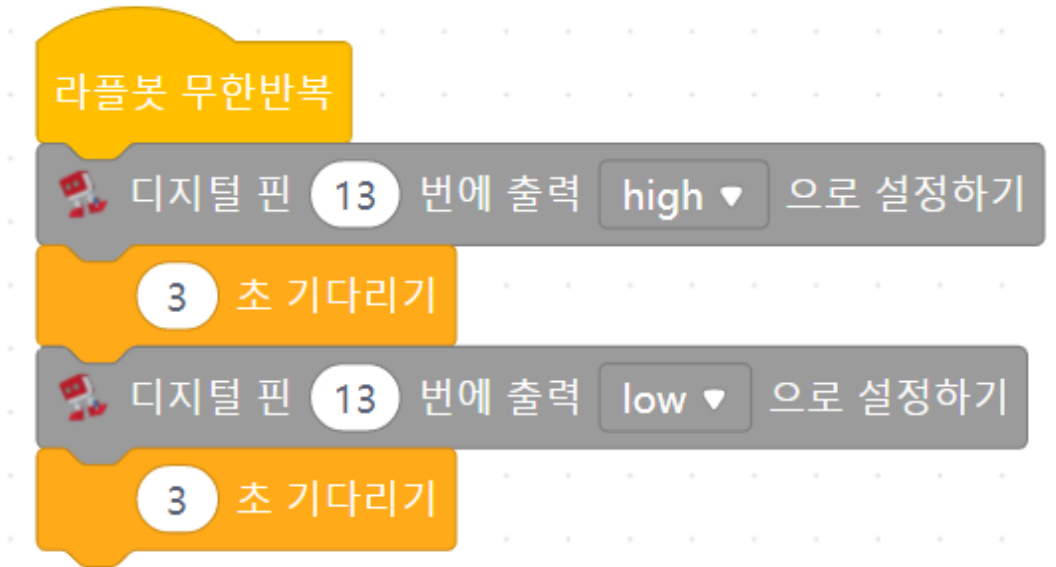 라플봇 무한반복
디지털 핀 13 번에 출력 high 으로 설정하기
3 초 기다리기
디지털 핀 13 번에 출력 low 으로 설정하기
3 초 기다리기